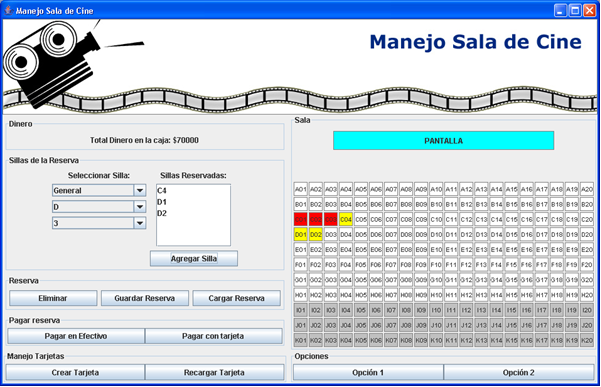 Manejo Sala de Cine
Manejo Sala de Cine
Dinero
Total Dinero en la caja: $70000
Sillas de la Reserva
Seleccionar Silla:
Sillas Reservadas:
General
D
3
C4
D1
D2
Agregar Silla
Reserva
Eliminar Guardar Reserva Cargar Reserva
Pagar reserva
Pagar en Efectivo Pagar con tarjeta
Manejo Tarjetas
Crear Tarjeta Recargar Tarjeta
Sala
PANTALLA
A01 A02 A03 A04 A05 A06 A07 A08 A09 A10 A11 A12 A13 A14 A15 A16 A17 A18 A19 A20
B01 B02 B03 B04 B05 B06 B07 B08 B09 B10 B11 B12 B13 B14 B15 B16 B17 B18 B19 B20
C04 C05 C06 C07 C08 C09 C10 C11 C12 C13 C14 C15 C16 C17 C18 C19 C20
D01 D02 D03 D04 D05 D06 D07 D08 D09 D10 D11 D12 D13 D14 D15 D16 D17 D18 D19 D20
E01 E02 E03 E04 E05 E06 E07 E08 E09 E10 E11 E12 E13 E14 E15 E16 E17 E18 E19 E20
F01 F02 F03 F04 F05 F06 F07 F08 F09 F10 F11 F12 F13 F14 F15 F16 F17 F18 F19 F20
G01 G02 G03 G04 G05 G06 G07 G08 G09 G10 G11 G12 G13 G14 G15 G16 G17 G18 G19 G20
H01 H02 H03 H04 H05 H06 H07 H08 H09 H10 H11 H12 H13 H14 H15 H16 H17 H18 H19 H20
I01 I02 I03 I04 I05 I06 I07 I08 I09 I10 I11 I12 I13 I14 I15 I16 I17 I18 I19 I20
J01 J02 J03 J04 J05 J06 J07 J08 J09 J10 J11 J12 J13 J14 J15 J16 J17 J18 J19 J20
K01 K02 K03 K04 K05 K06 K07 K08 K09 K10 K11 K12 K13 K14 K15 K16 K17 K18 K19 K20
Opciones
Opción 1 Opción 2